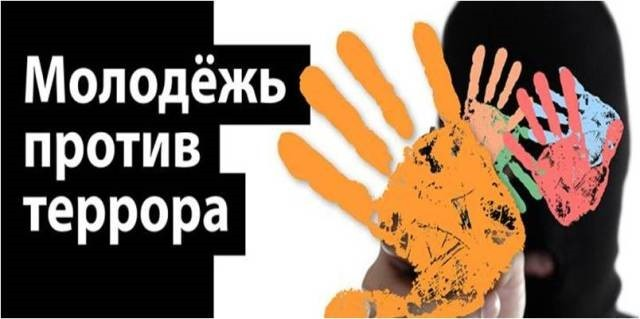 Молодёжь
против
террора